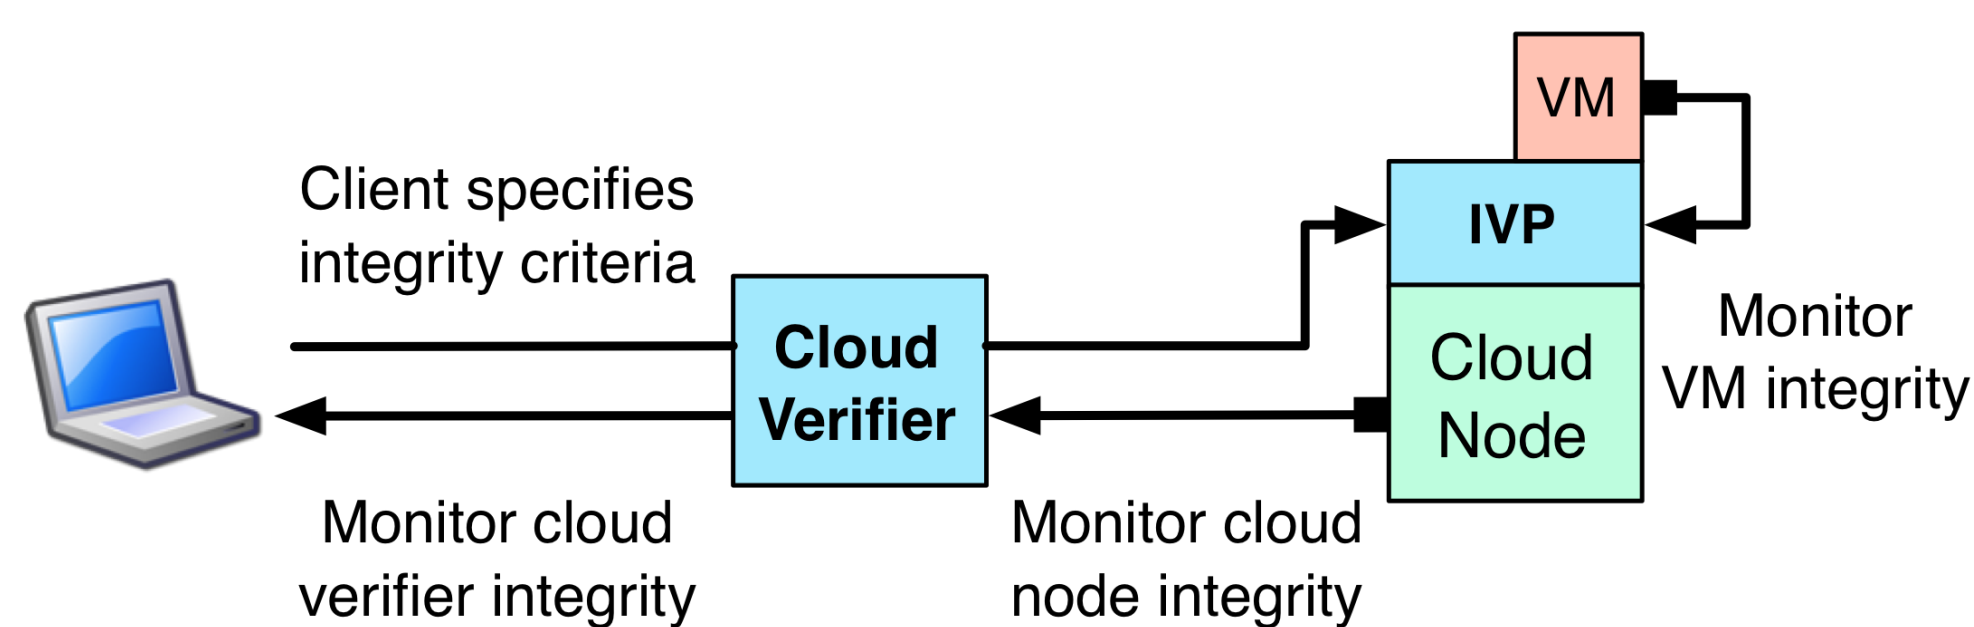 Client specifies
integrity criteria
Cloud
Verifier
Monitor cloud
verifier integrity
Monitor cloud
node integrity
VM
IVP
Cloud
Node
Monitor
VM integrity